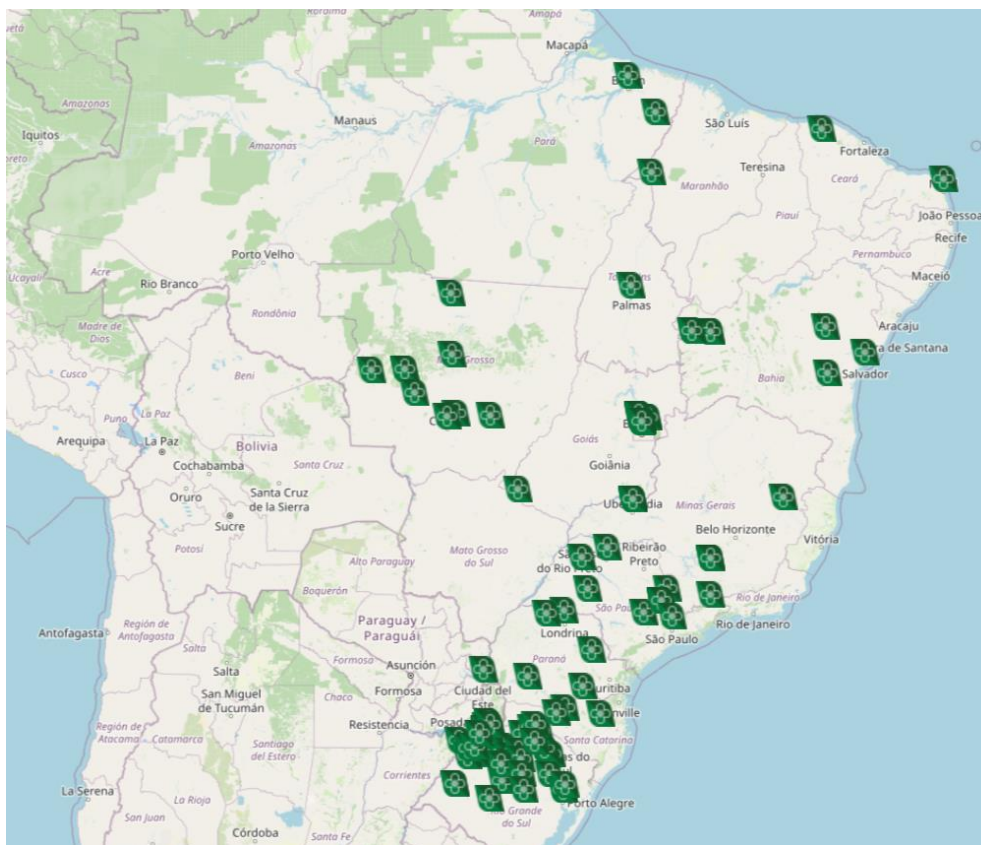 Roraima
Amapá
Macapá
Amazonas
Manaus
São Luís
Iquitos
Amazonas
Pará
Fortaleza
Teresina
Maranhão
Ceará
Piauí
João Pessoa
Recife
Porto Velho
Pernambuco
Ucayali
Acre
Rio Branco
Maceió
Rondônia
Palmas
Madre de
Dios
Aracaju
Cusco
Beni
Bahia
Salvador
Puno
La Paz
Arequipa
La Paz
Bolivia
Goiás
Cochabamba
Santa Cruz
Goiânia
Oruro
Santa Cruz
de la Sierra
Minas Gerais
Sucre
Belo Horizonte
Vitória
Potosí
Mato Grosso
do Sul
Alto Paraguay
Ribeirão
Preto
do Rio Preto
Boquerón
Rio de Janeiro
Antofagasta
Región de
Antofagasta
Paraguay /
Paraguái
Londrina
São Paulo
Rio de Janeiro
Salta
Paraná
Salta
Formosa
Asunción
San Miguel
de Tucumán
Chaco
Formosa
Ciudad del
Este
Resistencia
Región de
Atacama
Catamarca
Santiago
del Estero
Santa Catarina
Corrientes
La Serena
La Rioja
Porto Alegre
San Juan
Santa Fe
Córdoba
do Sul